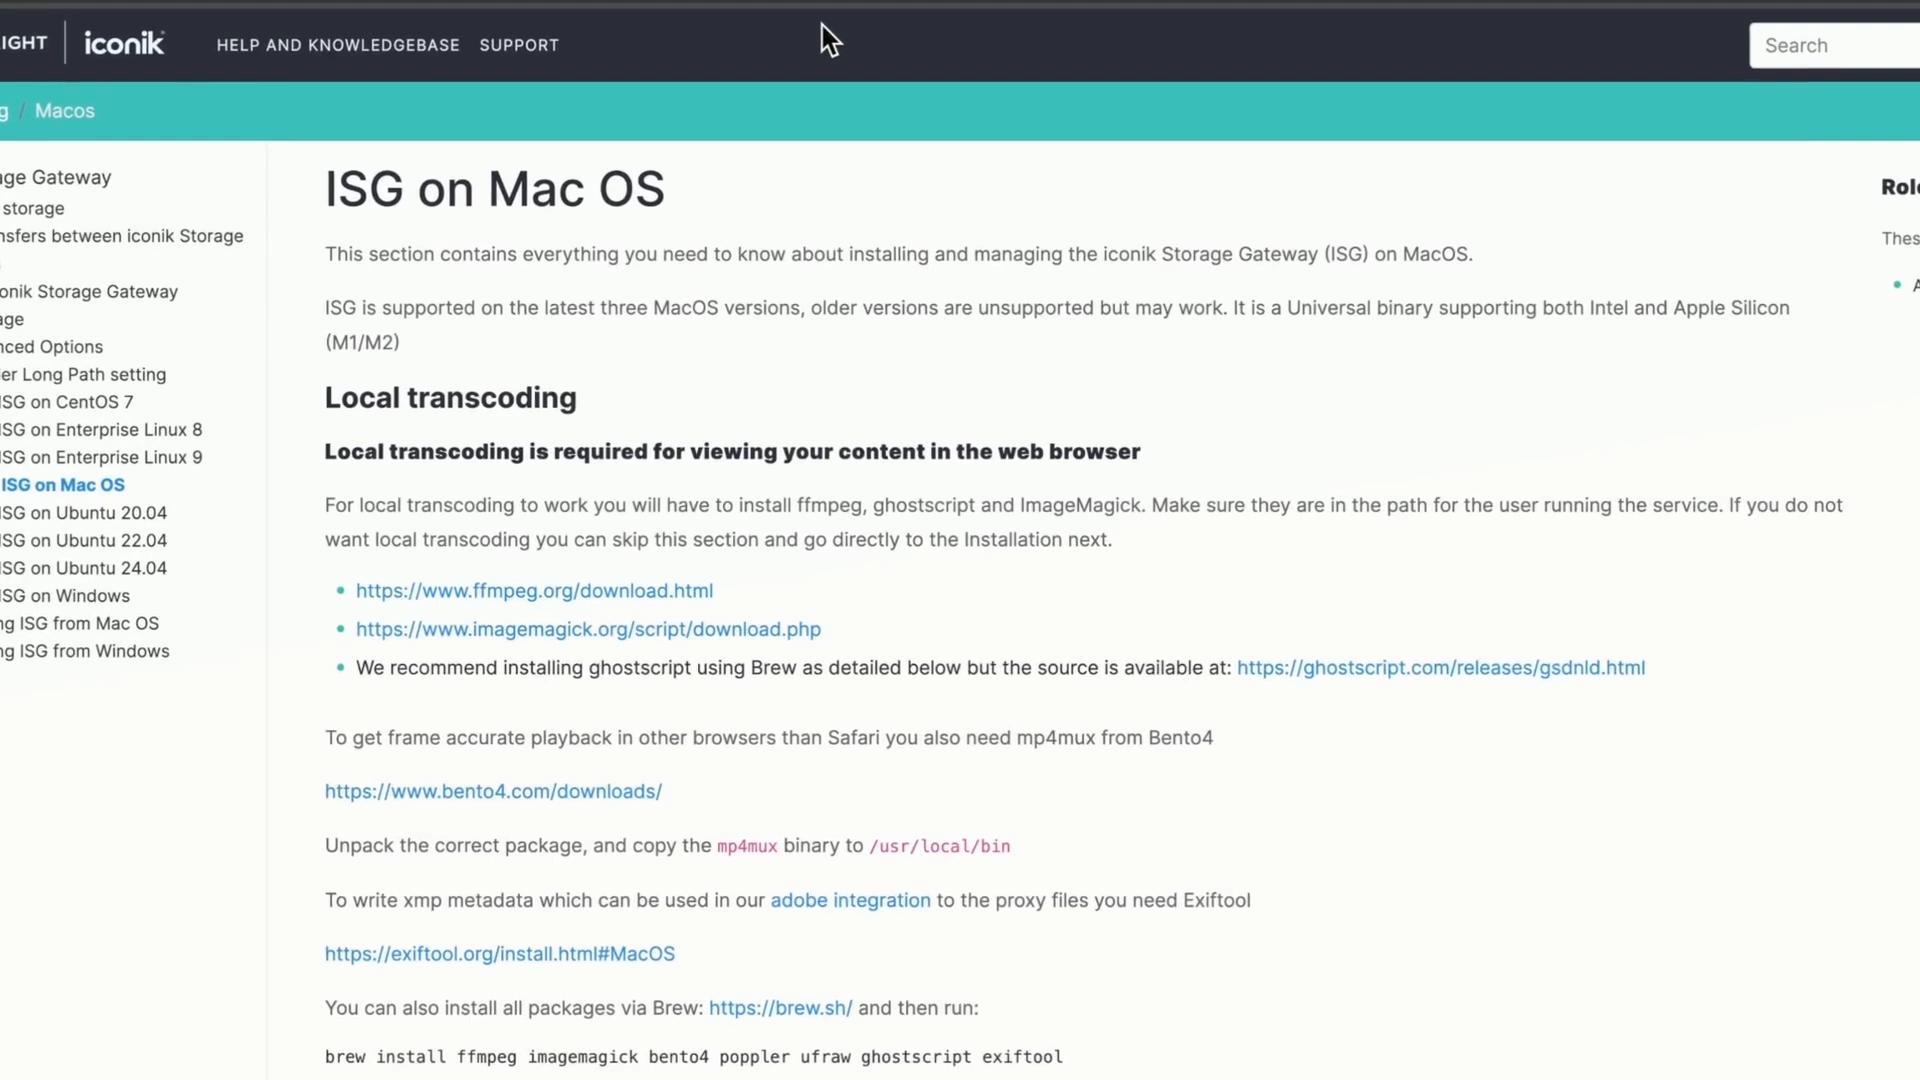 IGHT iconik HELP AND KNOWLEDGEBASE SUPPORT Search
g / Macos
age Gateway
storage
nsfers between iconik Storage
onik Storage Gateway
age
nced Options
er Long Path setting
ISG on CentOS 7
ISG on Enterprise Linux 8
ISG on Enterprise Linux 9
ISG on Mac OS
ISG on Ubuntu 20.04
ISG on Ubuntu 22.04
ISG on Ubuntu 24.04
ISG on Windows
ng ISG from Mac OS
ng ISG from Windows
ISG on Mac OS
This section contains everything you need to know about installing and managing the iconik Storage Gateway (ISG) on MacOS.
ISG is supported on the latest three MacOS versions, older versions are unsupported but may work. It is a Universal binary supporting both Intel and Apple Silicon
(M1/M2)
Local transcoding
Local transcoding is required for viewing your content in the web browser
For local transcoding to work you will have to install ffmpeg, ghostscript and ImageMagick. Make sure they are in the path for the user running the service. If you do not
want local transcoding you can skip this section and go directly to the Installation next.
https://www.ffmpeg.org/download.html
https://www.imagemagick.org/script/download.php
We recommend installing ghostscript using Brew as detailed below but the source is available at: https://ghostscript.com/releases/gsdnld.html
To get frame accurate playback in other browsers than Safari you also need mp4mux from Bento4
https://www.bento4.com/downloads/
Unpack the correct package, and copy the mp4mux binary to /usr/local/bin
To write xmp metadata which can be used in our adobe integration to the proxy files you need Exiftool
https://exiftool.org/install.html#MacOS
You can also install all packages via Brew: https://brew.sh/ and then run:
brew install ffmpeg imagemagick bento4 poppler ufraw ghostscript exiftool
Rol
Thes
A